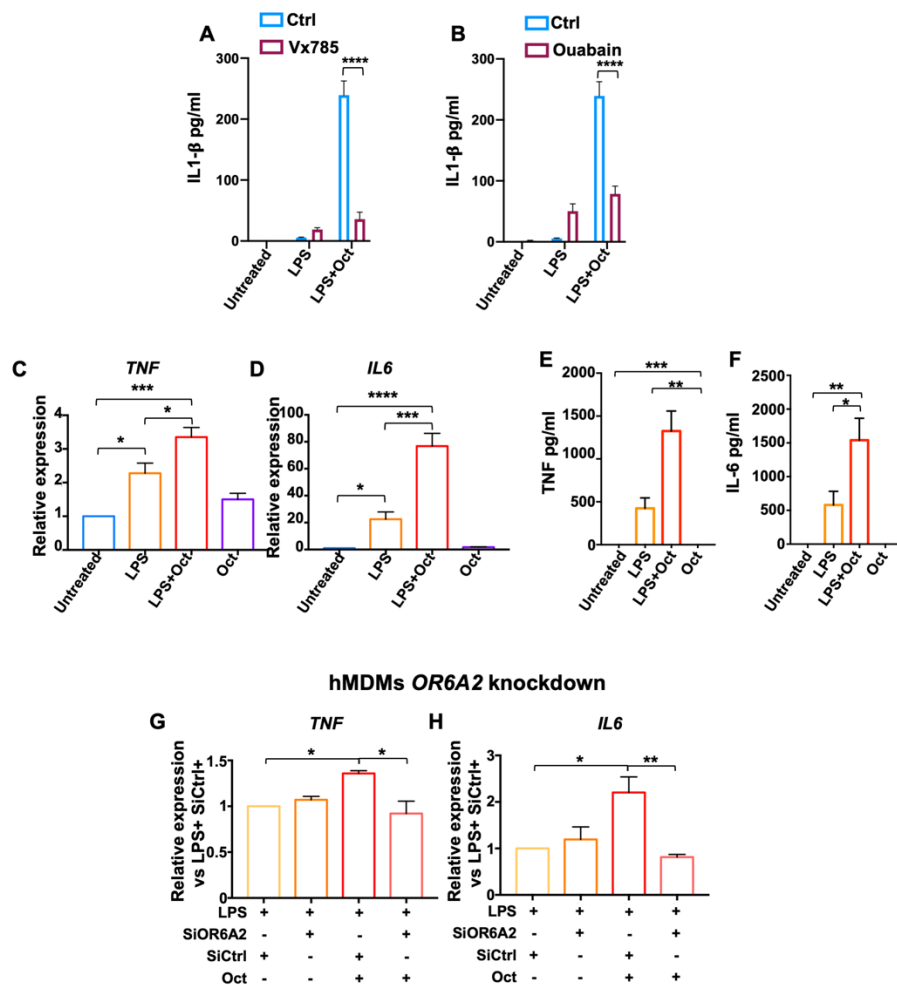 A
Ctrl
Vx785
IL1-β pg/ml
300
200
100
0
****
Untreated
LPS
LPS+Oct
B
Ctrl
Ouabain
IL1-β pg/ml
300
200
100
0
****
Untreated
LPS
LPS+Oct
C
TNF
Relative expression
4
3
2
1
0
***
*
*
Untreated
LPS
LPS+Oct
Oct
D
IL6
Relative expression
100
80
60
40
20
0
****
***
*
Untreated
LPS
LPS+Oct
Oct
E
TNF pg/ml
2000
1500
1000
500
0
***
**
Untreated
LPS
LPS+Oct
Oct
F
IL-6 pg/ml
2500
2000
1500
1000
500
0
**
*
Untreated
LPS
LPS+Oct
Oct
hMDMs OR6A2 knockdown
G
TNF
Relative expression
vs LPS+ SiCtrl+
1.5
1
0.5
0
*
*
H
IL6
Relative expression
vs LPS+ SiCtrl+
3
2
1
0
*
**
LPS + + + + + + + +
SiOR6A2 - + - + SiOR6A2 - + - +
SiCtrl + - + - SiCtrl + - + -
Oct - - + + Oct - - + +